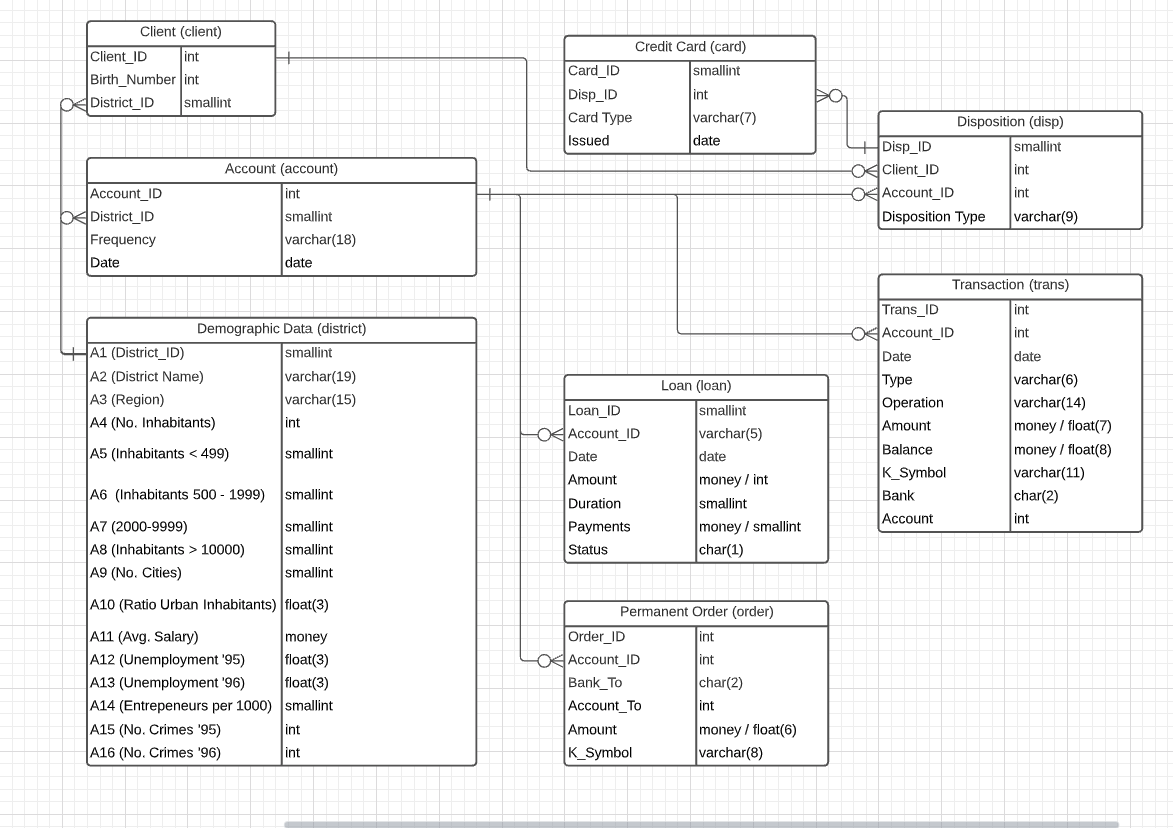 Client (client)
Client_ID int
Birth_Number int
District_ID smallint
Account (account)
Account_ID int
District_ID smallint
Frequency varchar(18)
Date date
Demographic Data (district)
A1 (District_ID) smallint
A2 (District Name) varchar(19)
A3 (Region) varchar(15)
A4 (No. Inhabitants) int
A5 (Inhabitants < 499) smallint
A6 (Inhabitants 500 - 1999) smallint
A7 (2000-9999) smallint
A8 (Inhabitants > 10000) smallint
A9 (No. Cities) smallint
A10 (Ratio Urban Inhabitants) float(3)
A11 (Avg. Salary) money
A12 (Unemployment '95) float(3)
A13 (Unemployment '96) float(3)
A14 (Entrepeneurs per 1000) smallint
A15 (No. Crimes '95) int
A16 (No. Crimes '96) int
Credit Card (card)
Card_ID smallint
Disp_ID int
Card Type varchar(7)
Issued date
Disposition (disp)
Disp_ID smallint
Client_ID int
Account_ID int
Disposition Type varchar(9)
Transaction (trans)
Trans_ID int
Account_ID int
Date date
Type varchar(6)
Operation varchar(14)
Amount money / float(7)
Balance money / float(8)
K_Symbol varchar(11)
Bank char(2)
Account int
Loan (loan)
Loan_ID smallint
Account_ID varchar(5)
Date date
Amount money / int
Duration smallint
Payments money / smallint
Status char(1)
Permanent Order (order)
Order_ID int
Account_ID int
Bank_To char(2)
Account_To int
Amount money / float(6)
K_Symbol varchar(8)